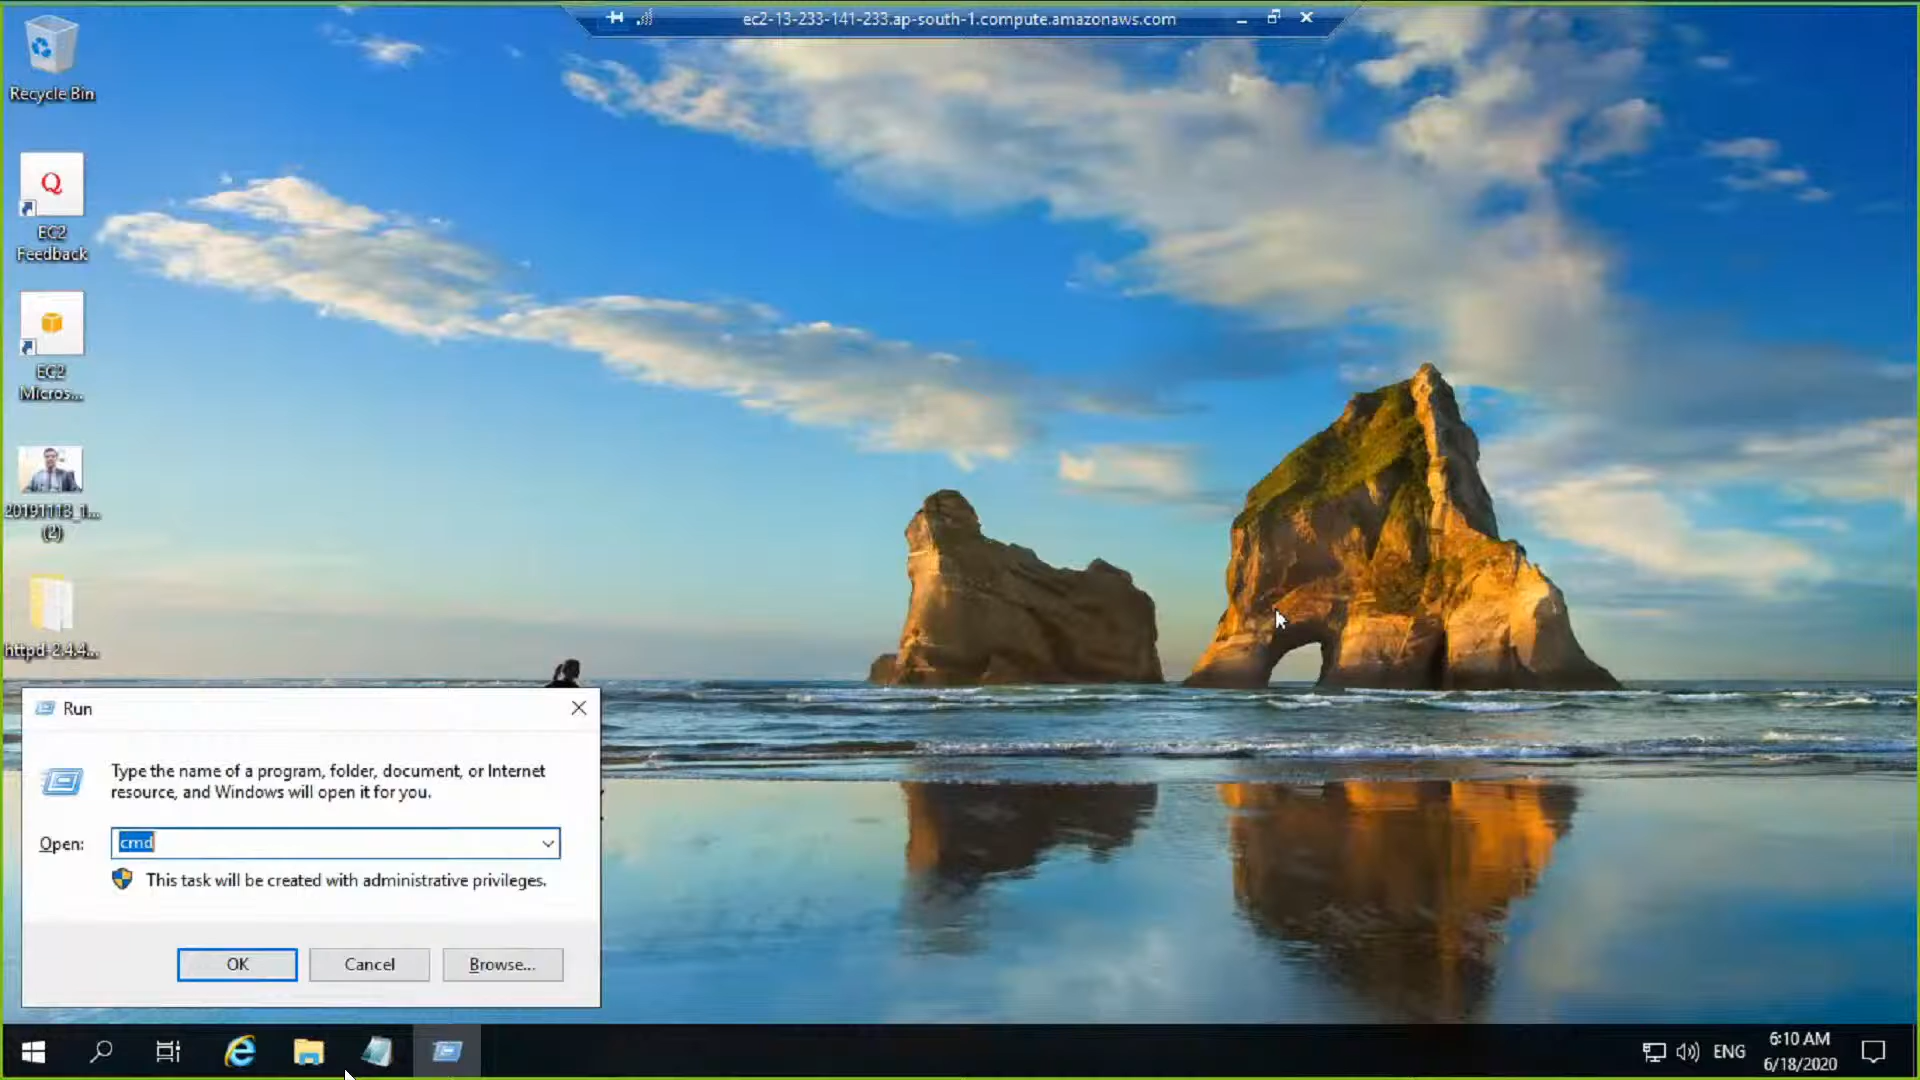 ec2-13-233-141-233.ap-south-1.compute.amazonaws.com
Recycle Bin
Q
EC2
Feedback
EC2
Micros...
20191113_1...
(2)
httpd-2.4.4...
Run
Type the name of a program, folder, document, or Internet
resource, and Windows will open it for you.
Open:
cmd
This task will be created with administrative privileges.
OK
Cancel
Browse...
ENG
6:10 AM
6/18/2020